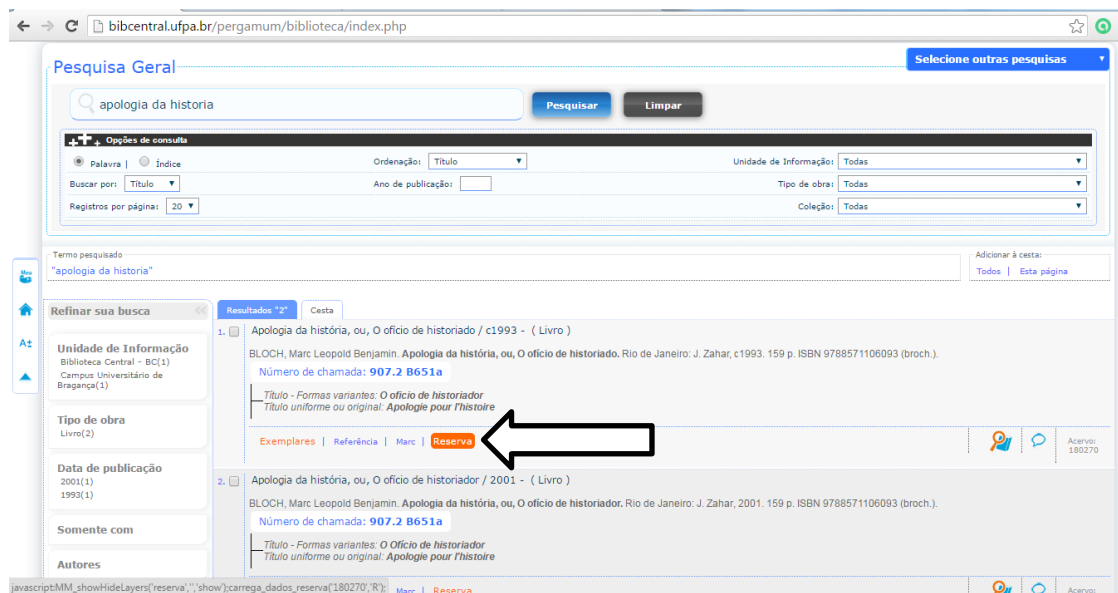 bibcentral.ufpa.br/pergamum/biblioteca/index.php
Pesquisa Geral
Selecione outras pesquisas
apologia da historia
Pesquisar
Limpar
Opções de consulta
Palavra | Índice
Ordenação: Título
Unidade de Informação: Todas
Buscar por: Título
Ano de publicação:
Tipo de obra: Todas
Registros por página: 20
Coleção: Todas
Termo pesquisado
"apologia da historia"
Adicionar à cesta:
Todos | Esta página
Meu
A±
Refinar sua busca
Unidade de Informação
Biblioteca Central - BC(1)
Campus Universitário de
Bragança(1)
Tipo de obra
Livro(2)
Data de publicação
2001(1)
1993(1)
Somente com
Autores
Resultados "2"
Cesta
1. Apologia da história, ou, O ofício de historiado / c1993 - ( Livro )
BLOCH, Marc Leopold Benjamin. Apologia da história, ou, O ofício de historiado. Rio de Janeiro: J. Zahar, c1993. 159 p. ISBN 9788571106093 (broch.).
Número de chamada: 907.2 B651a
Título - Formas variantes: O ofício de historiador
Título uniforme ou original: Apologie pour l'histoire
Exemplares | Referência | Marc | Reserva
Acervo:
180270
2. Apologia da história, ou, O ofício de historiador / 2001 - ( Livro )
BLOCH, Marc Leopold Benjamin. Apologia da história, ou, O ofício de historiador. Rio de Janeiro: J. Zahar, 2001. 159 p. ISBN 9788571106093 (broch.).
Número de chamada: 907.2 B651a
Título - Formas variantes: O Ofício de historiador
Título uniforme ou original: Apologie pour l'histoire
Marc | Reserva
Acervo:
javascript:MM_showHideLayers('reserva','','show');carrega_dados_reserva('180270','R');